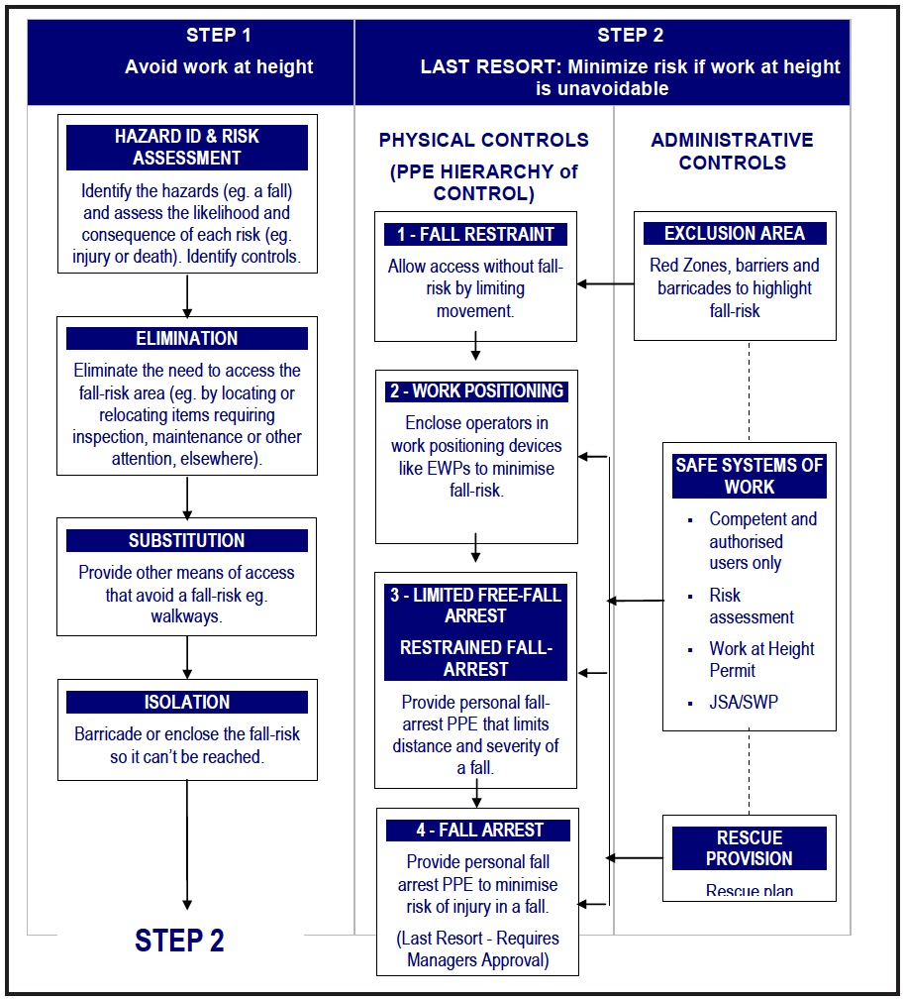 STEP 1
Avoid work at height
STEP 2
LAST RESORT: Minimize risk if work at height
is unavoidable
HAZARD ID & RISK
ASSESSMENT
Identify the hazards (eg. a fall)
and assess the likelihood and
consequence of each risk (eg.
injury or death). Identify controls.
ELIMINATION
Eliminate the need to access the
fall-risk area (eg. by locating or
relocating items requiring
inspection, maintenance or other
attention, elsewhere).
SUBSTITUTION
Provide other means of access
that avoid a fall-risk eg.
walkways.
ISOLATION
Barricade or enclose the fall-risk
so it can't be reached.
STEP 2
PHYSICAL CONTROLS
(PPE HIERARCHY of
CONTROL)
1 - FALL RESTRAINT
Allow access without fall-
risk by limiting
movement.
2 - WORK POSITIONING
Enclose operators in
work positioning devices
like EWPs to minimise
fall-risk.
3 - LIMITED FREE-FALL
ARREST
RESTRAINED FALL-
ARREST
Provide personal fall-
arrest PPE that limits
distance and severity of
a fall.
4 - FALL ARREST
Provide personal fall
arrest PPE to minimise
risk of injury in a fall.
(Last Resort - Requires
Managers Approval)
ADMINISTRATIVE
CONTROLS
EXCLUSION AREA
Red Zones, barriers and
barricades to highlight
fall-risk
SAFE SYSTEMS OF
WORK
▪ Competent and
authorised
users only
▪ Risk
assessment
▪ Work at Height
Permit
▪ JSA/SWP
RESCUE
PROVISION
Rescue plan